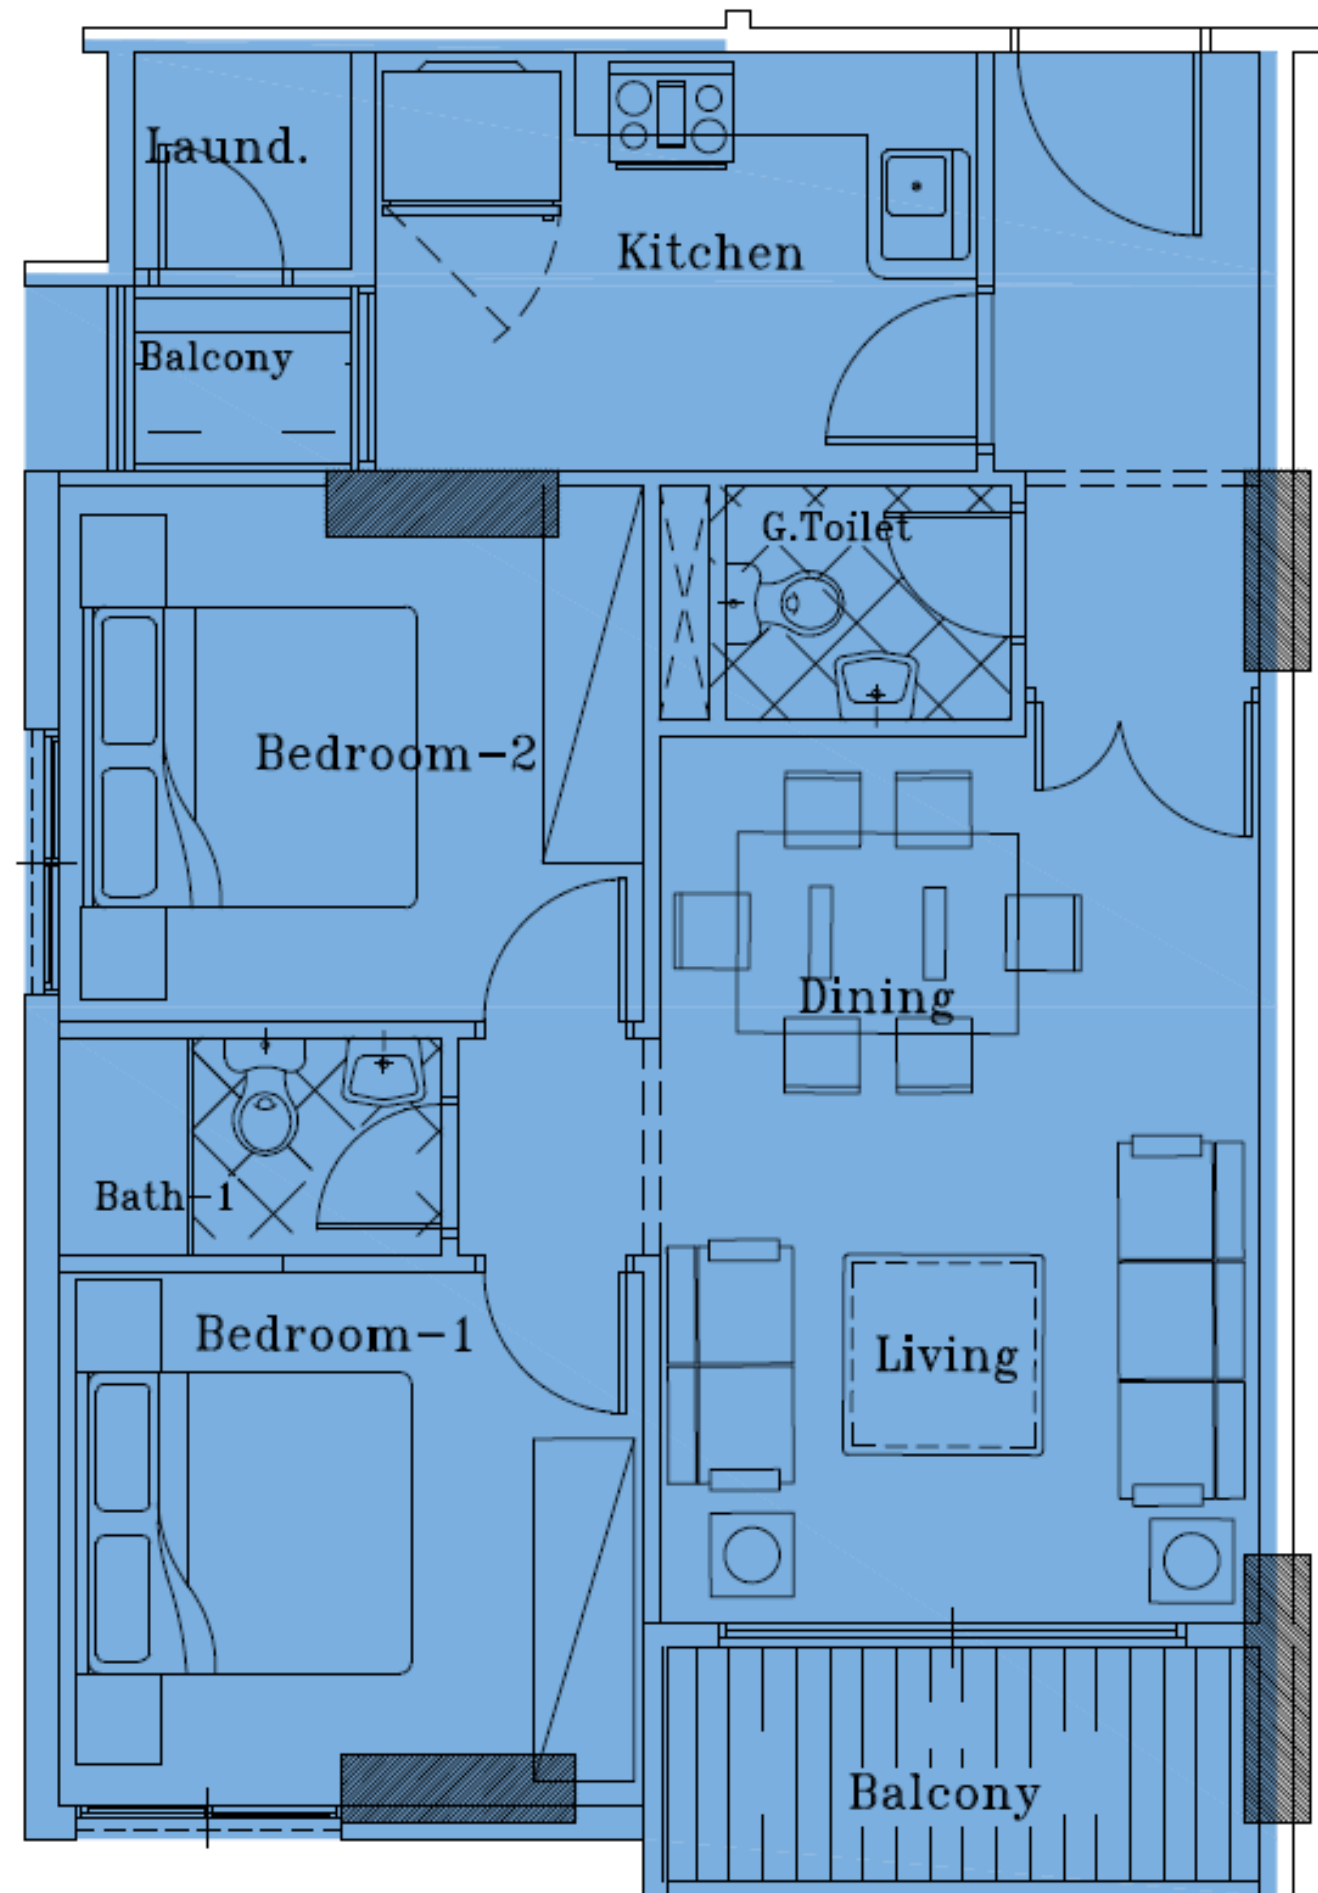 Laund.
Kitchen
Balcony
G.Toilet
Bedroom-2
Dining
Bath-1
Bedroom-1
Living
Balcony